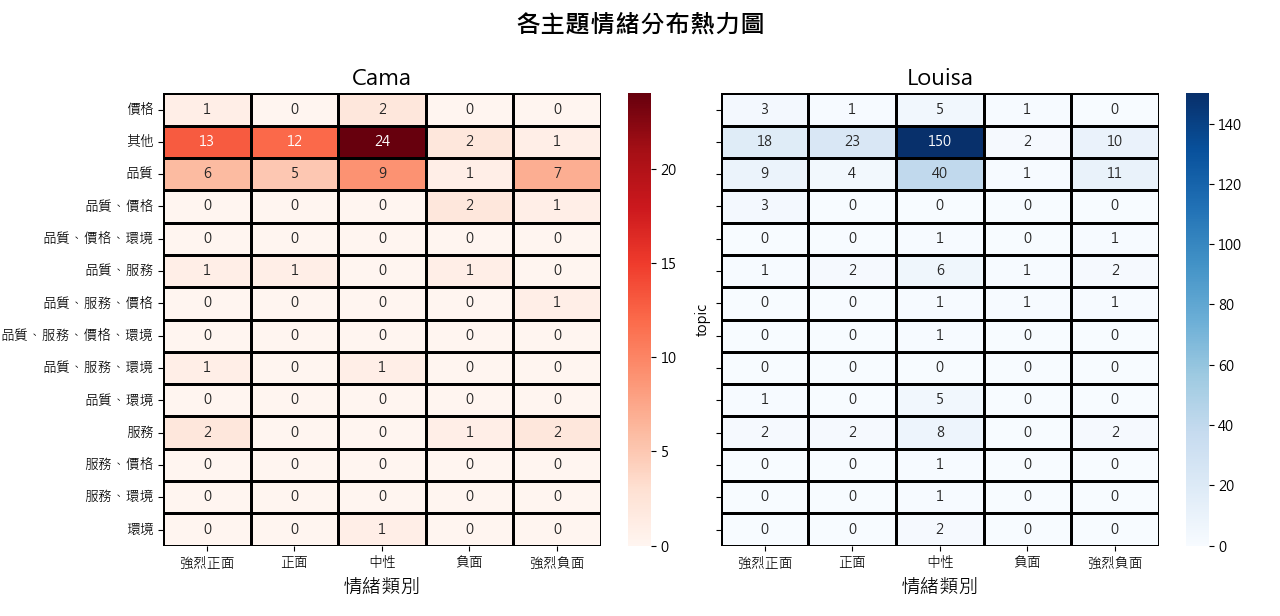 各主題情緒分布熱力圖
Cama
價格 1 0 2 0 0
其他 13 12 24 2 1
品質 6 5 9 1 7
品質、價格 0 0 0 2 1
品質、價格、環境 0 0 0 0 0
品質、服務 1 1 0 1 0
品質、服務、價格 0 0 0 0 1
品質、服務、價格、環境 0 0 0 0 0
品質、服務、環境 1 0 1 0 0
品質、環境 0 0 0 0 0
服務 2 0 0 1 2
服務、價格 0 0 0 0 0
服務、環境 0 0 0 0 0
環境 0 0 1 0 0
強烈正面 正面 中性 負面 強烈負面
情緒類別
20
15
10
5
0
Louisa
topic
3 1 5 1 0
18 23 150 2 10
9 4 40 1 11
3 0 0 0 0
0 0 1 0 1
1 2 6 1 2
0 0 1 1 1
0 0 1 0 0
0 0 0 0 0
1 0 5 0 0
2 2 8 0 2
0 0 1 0 0
0 0 1 0 0
0 0 2 0 0
強烈正面 正面 中性 負面 強烈負面
情緒類別
140
120
100
80
60
40
20
0